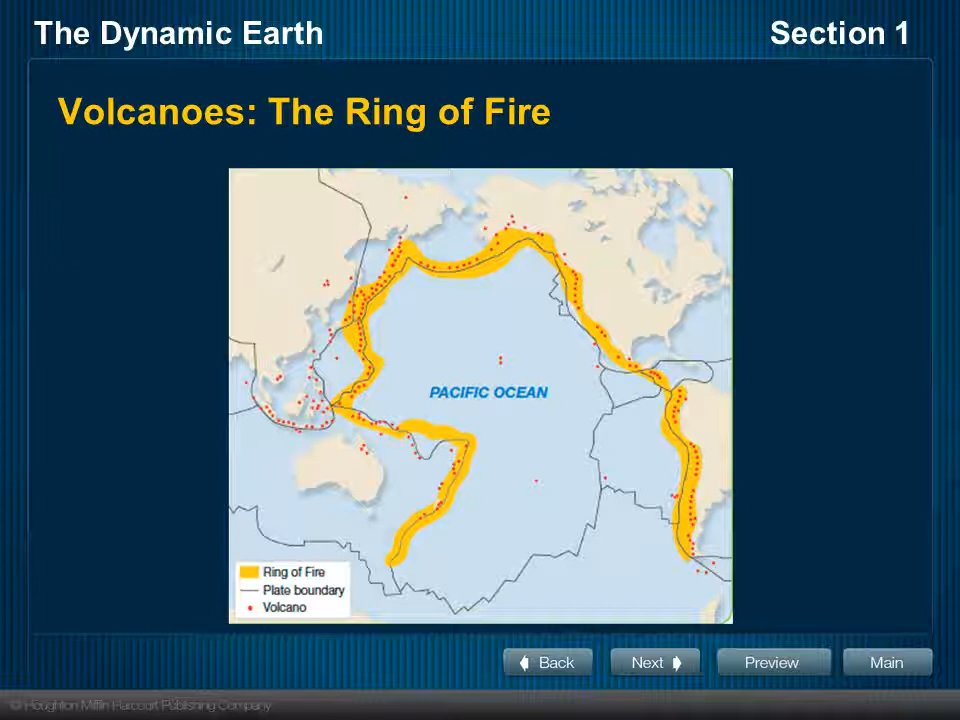 The Dynamic Earth
Section 1
Volcanoes: The Ring of Fire
PACIFIC OCEAN
Ring of Fire
Plate boundary
Volcano
Back
Next
Preview
Main
© Houghton Mifflin Harcourt Publishing Company